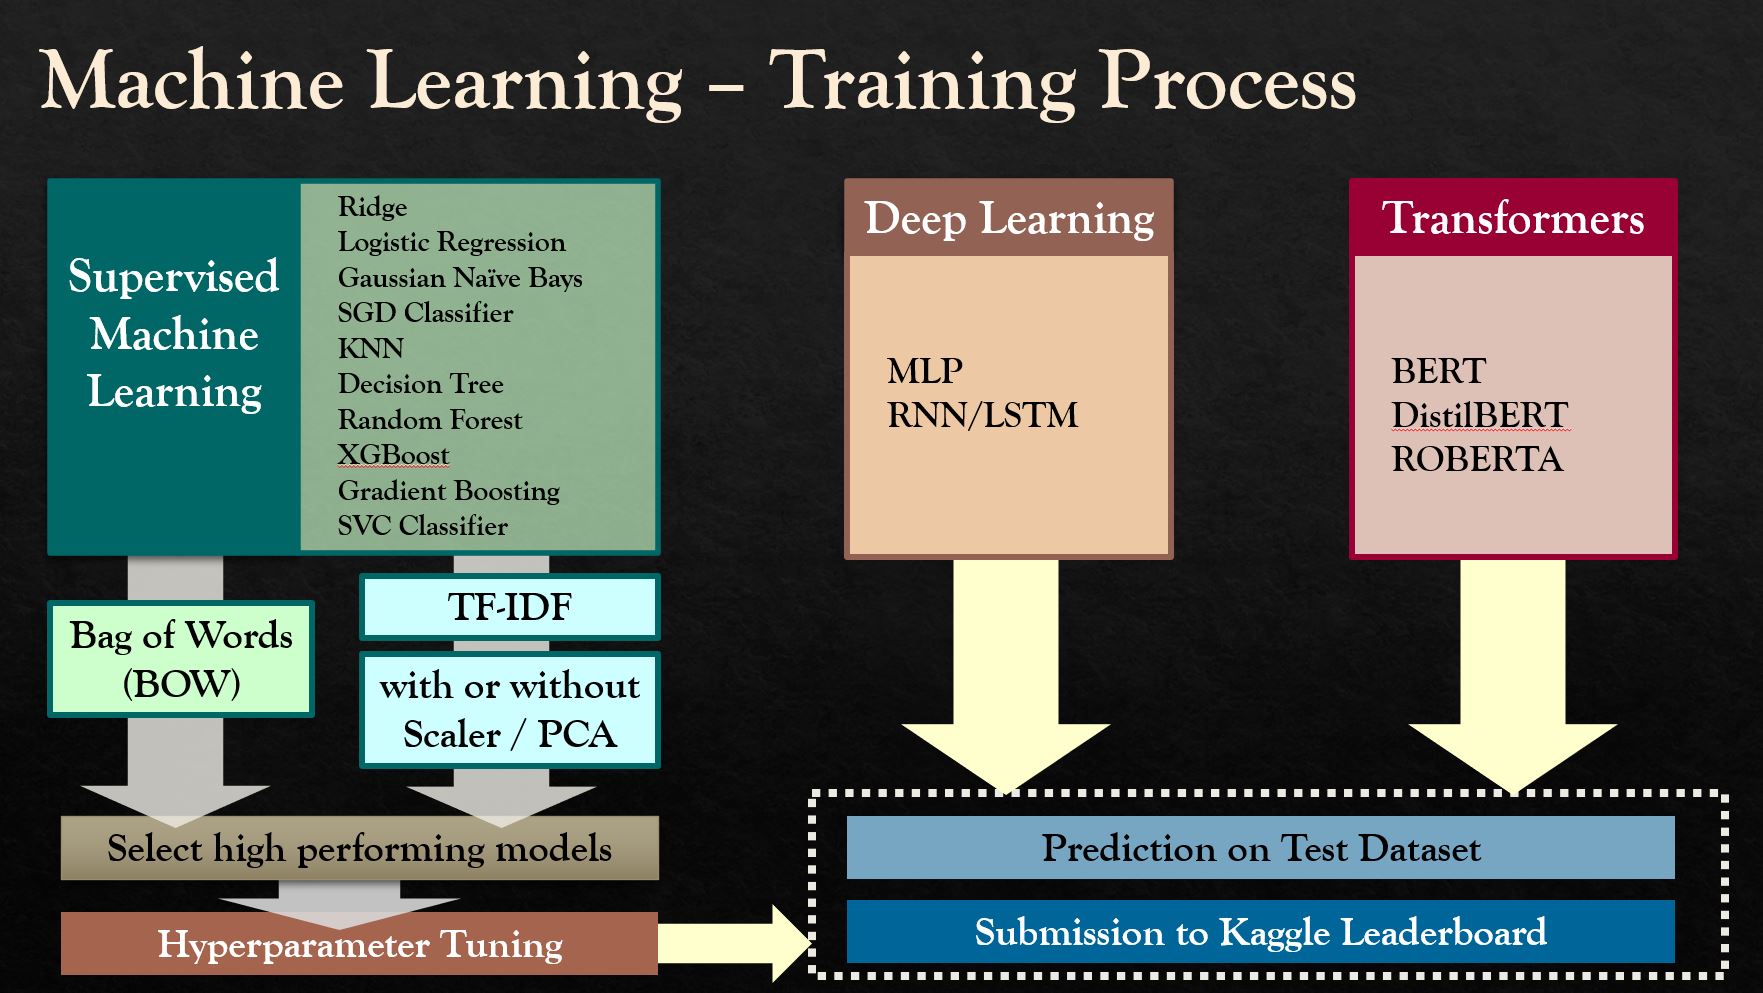 Machine Learning – Training Process
Supervised
Machine
Learning
Ridge
Logistic Regression
Gaussian Naïve Bays
SGD Classifier
KNN
Decision Tree
Random Forest
XGBoost
Gradient Boosting
SVC Classifier
Deep Learning
MLP
RNN/LSTM
Transformers
BERT
DistilBERT
ROBERTA
Bag of Words
(BOW)
TF-IDF
with or without
Scaler / PCA
Select high performing models
Hyperparameter Tuning
Prediction on Test Dataset
Submission to Kaggle Leaderboard